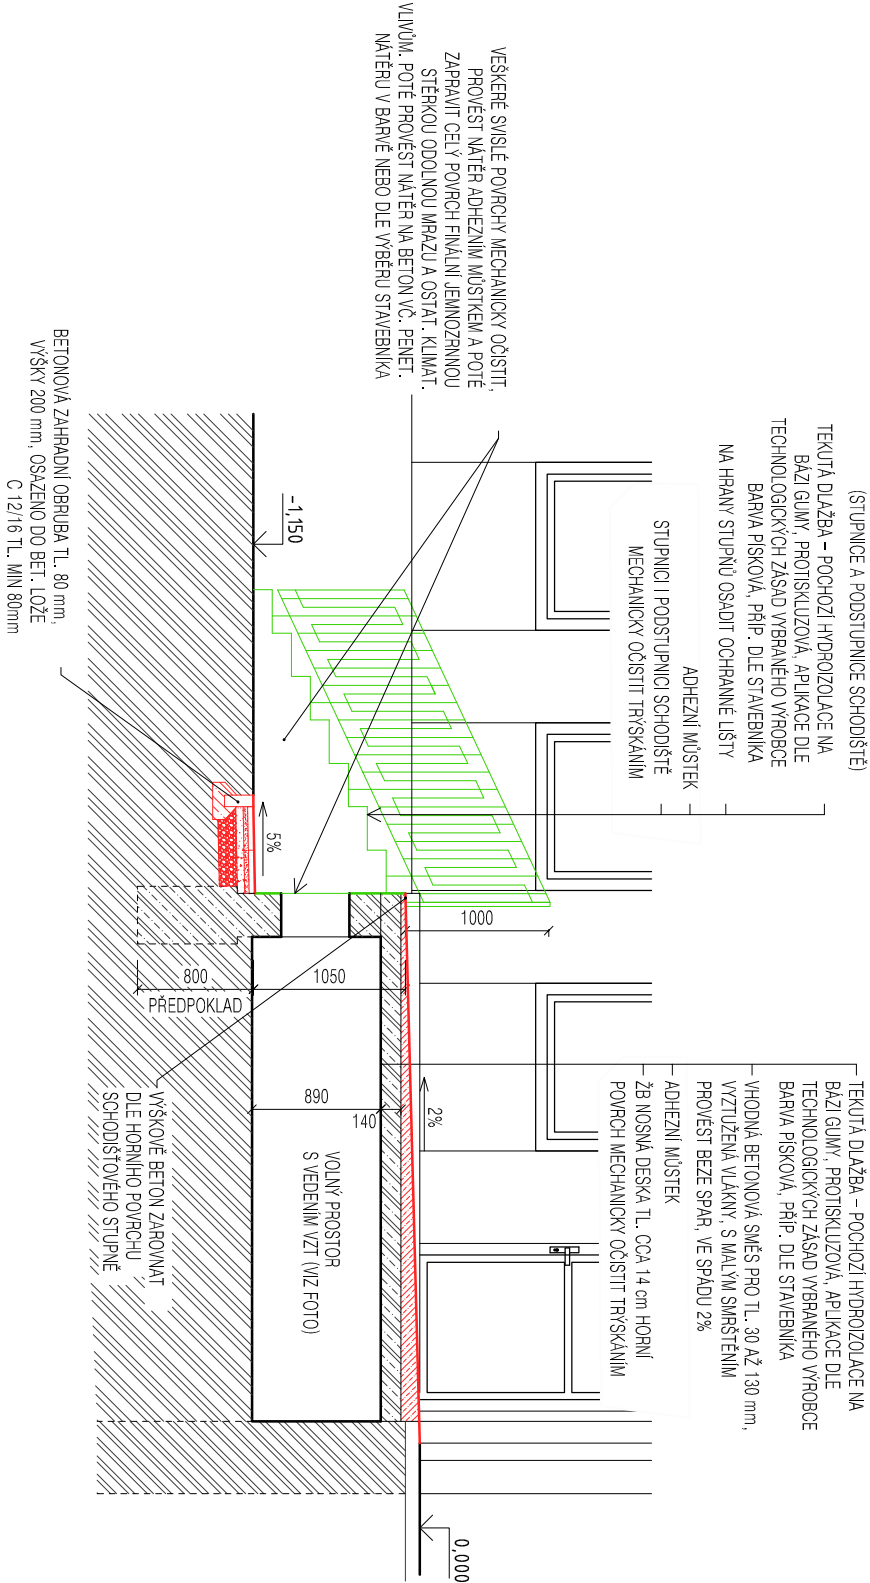 VEŠKERÉ SVISLÉ POVRCHY MECHANICKY OČISTIT,
PROVÉST NÁTĚR ADHEZNÍM MŮSTKEM A POTÉ
ZAPRAVIT CELÝ POVRCH FINÁLNÍ JEMNOZRNNOU
STĚRKOU ODOLNOU MRAZU A OSTAT. KLIMAT.
VLIVŮM. POTÉ PROVÉST NÁTĚR NA BETON VČ. PENET.
NÁTĚRU V BARVĚ NEBO DLE VÝBĚRU STAVEBNÍKA
(STUPNICE A PODSTUPNICE SCHODIŠTĚ)
TEKUTÁ DLAŽBA – POCHOZÍ HYDROIZOLACE NA
BÁZI GUMY, PROTISKLUZOVÁ, APLIKACE DLE
TECHNOLOGICKÝCH ZÁSAD VYBRANÉHO VÝROBCE
BARVA PÍSKOVÁ, PŘÍP. DLE STAVEBNÍKA
NA HRANY STUPŇŮ OSADIT OCHRANNÉ LIŠTY
ADHEZNÍ MŮSTEK
STUPNICI I PODSTUPNICI SCHODIŠTĚ
MECHANICKY OČISTIT TRÝSKÁNÍM
TEKUTÁ DLAŽBA – POCHOZÍ HYDROIZOLACE NA
BÁZI GUMY, PROTISKLUZOVÁ, APLIKACE DLE
TECHNOLOGICKÝCH ZÁSAD VYBRANÉHO VÝROBCE
BARVA PÍSKOVÁ, PŘÍP. DLE STAVEBNÍKA
VHODNÁ BETONOVÁ SMĚS PRO TL. 30 AŽ 130 mm,
VYZTUŽENÁ VLÁKNY, S MALÝM SMRŠTĚNÍM
PROVÉST BEZE SPAR, VE SPÁDU 2%
ADHEZNÍ MŮSTEK
ŽB NOSNÁ DESKA TL. CCA 14 cm HORNÍ
POVRCH MECHANICKY OČISTIT TRÝSKÁNÍM
-1,150
5%
1000
2%
0,000
800
1050
PŘEDPOKLAD
890
140
VOLNÝ PROSTOR
S VEDENÍM VZT (VIZ FOTO)
BETONOVÁ ZAHRADNÍ OBRUBA TL. 80 mm,
VÝŠKY 200 mm, OSAZENO DO BET. LOŽE
C 12/16 TL. MIN 80mm
VÝŠKOVĚ BETON ZAROVNAT
DLE HORNÍHO POVRCHU
SCHODIŠŤOVÉHO STUPNĚ